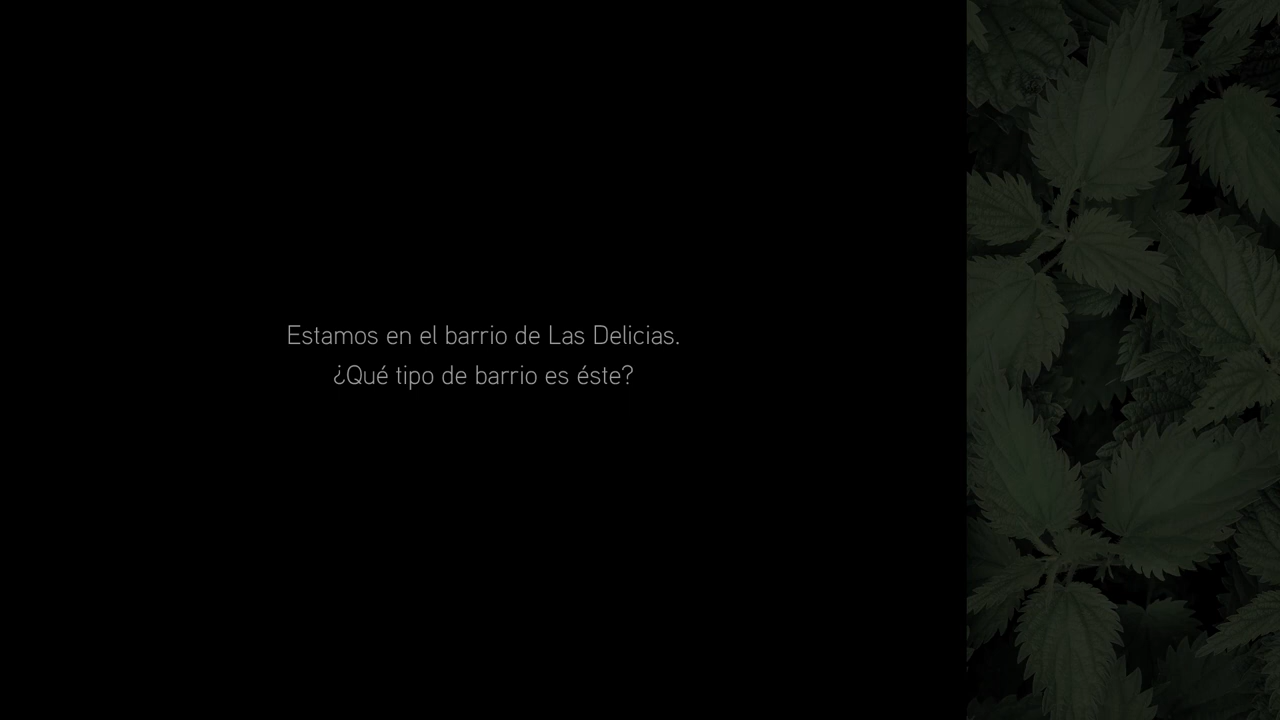 Estamos en el barrio de Las Delicias.
¿Qué tipo de barrio es éste?